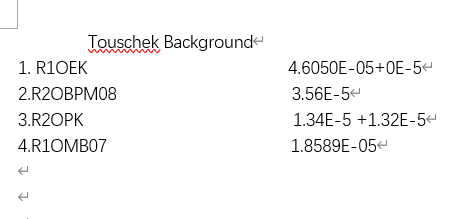 Touschek Background
1. R1OEK 4.6050E-05+0E-5
2.R2OBPM08 3.56E-5
3.R2OPK 1.34E-5 +1.32E-5
4.R1OMB07 1.8589E-05